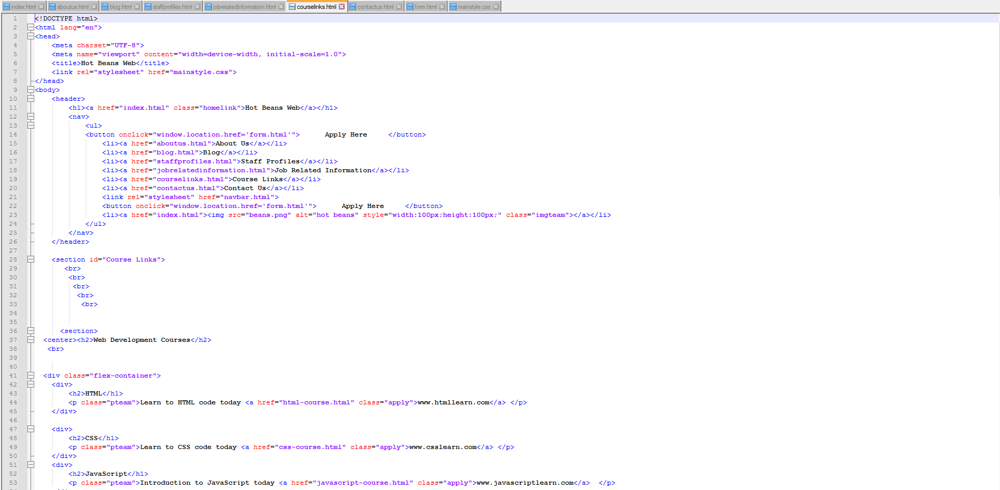 index.html aboutus.html blog.html staffprofiles.html jobrelatedinformation.html courselinks.html contactus.html form.html mainstyle.css
1 <!DOCTYPE html>
2 <html lang="en">
3 <head>
4 <meta charset="UTF-8">
5 <meta name="viewport" content="width=device-width, initial-scale=1.0">
6 <title>Hot Beans Web</title>
7 <link rel="stylesheet" href="mainstyle.css">
8 </head>
9 <body>
10 <header>
11 <h1><a href="index.html" class="homelink">Hot Beans Web</a></h1>
12 <nav>
13 <ul>
14 <button onclick="window.location.href='form.html'"> Apply Here </button>
15 <li><a href="aboutus.html">About Us</a></li>
16 <li><a href="blog.html">Blog</a></li>
17 <li><a href="staffprofiles.html">Staff Profiles</a></li>
18 <li><a href="jobrelatedinformation.html">Job Related Information</a></li>
19 <li><a href="courselinks.html">Course Links</a></li>
20 <li><a href="contactus.html">Contact Us</a></li>
21 <link rel="stylesheet" href="navbar.html">
22 <button onclick="window.location.href='form.html'"> Apply Here </button>
23 <li><a href="index.html"><img src="beans.png" alt="hot beans" style="width:100px;height:100px;" class="imgteam"></a></li>
24 </ul>
25 </nav>
26 </header>
27
28 <section id="Course Links">
29 <br>
30 <br>
31 <br>
32 <br>
33 <br>
34
35
36 <section>
37 <center><h2>Web Development Courses</h2>
38 <br>
39
40
41 <div class="flex-container">
42 <div>
43 <h2>HTML</h1>
44 <p class="pteam">Learn to HTML code today <a href="html-course.html" class="apply">www.htmllearn.com</a> </p>
45 </div>
46
47 <div>
48 <h2>CSS</h1>
49 <p class="pteam">Learn to CSS code today <a href="css-course.html" class="apply">www.csslearn.com</a> </p>
50 </div>
51 <div>
52 <h2>JavaScript</h1>
53 <p class="pteam">Introduction to JavaScript today <a href="javascript-course.html" class="apply">www.javascriptlearn.com</a> </p>